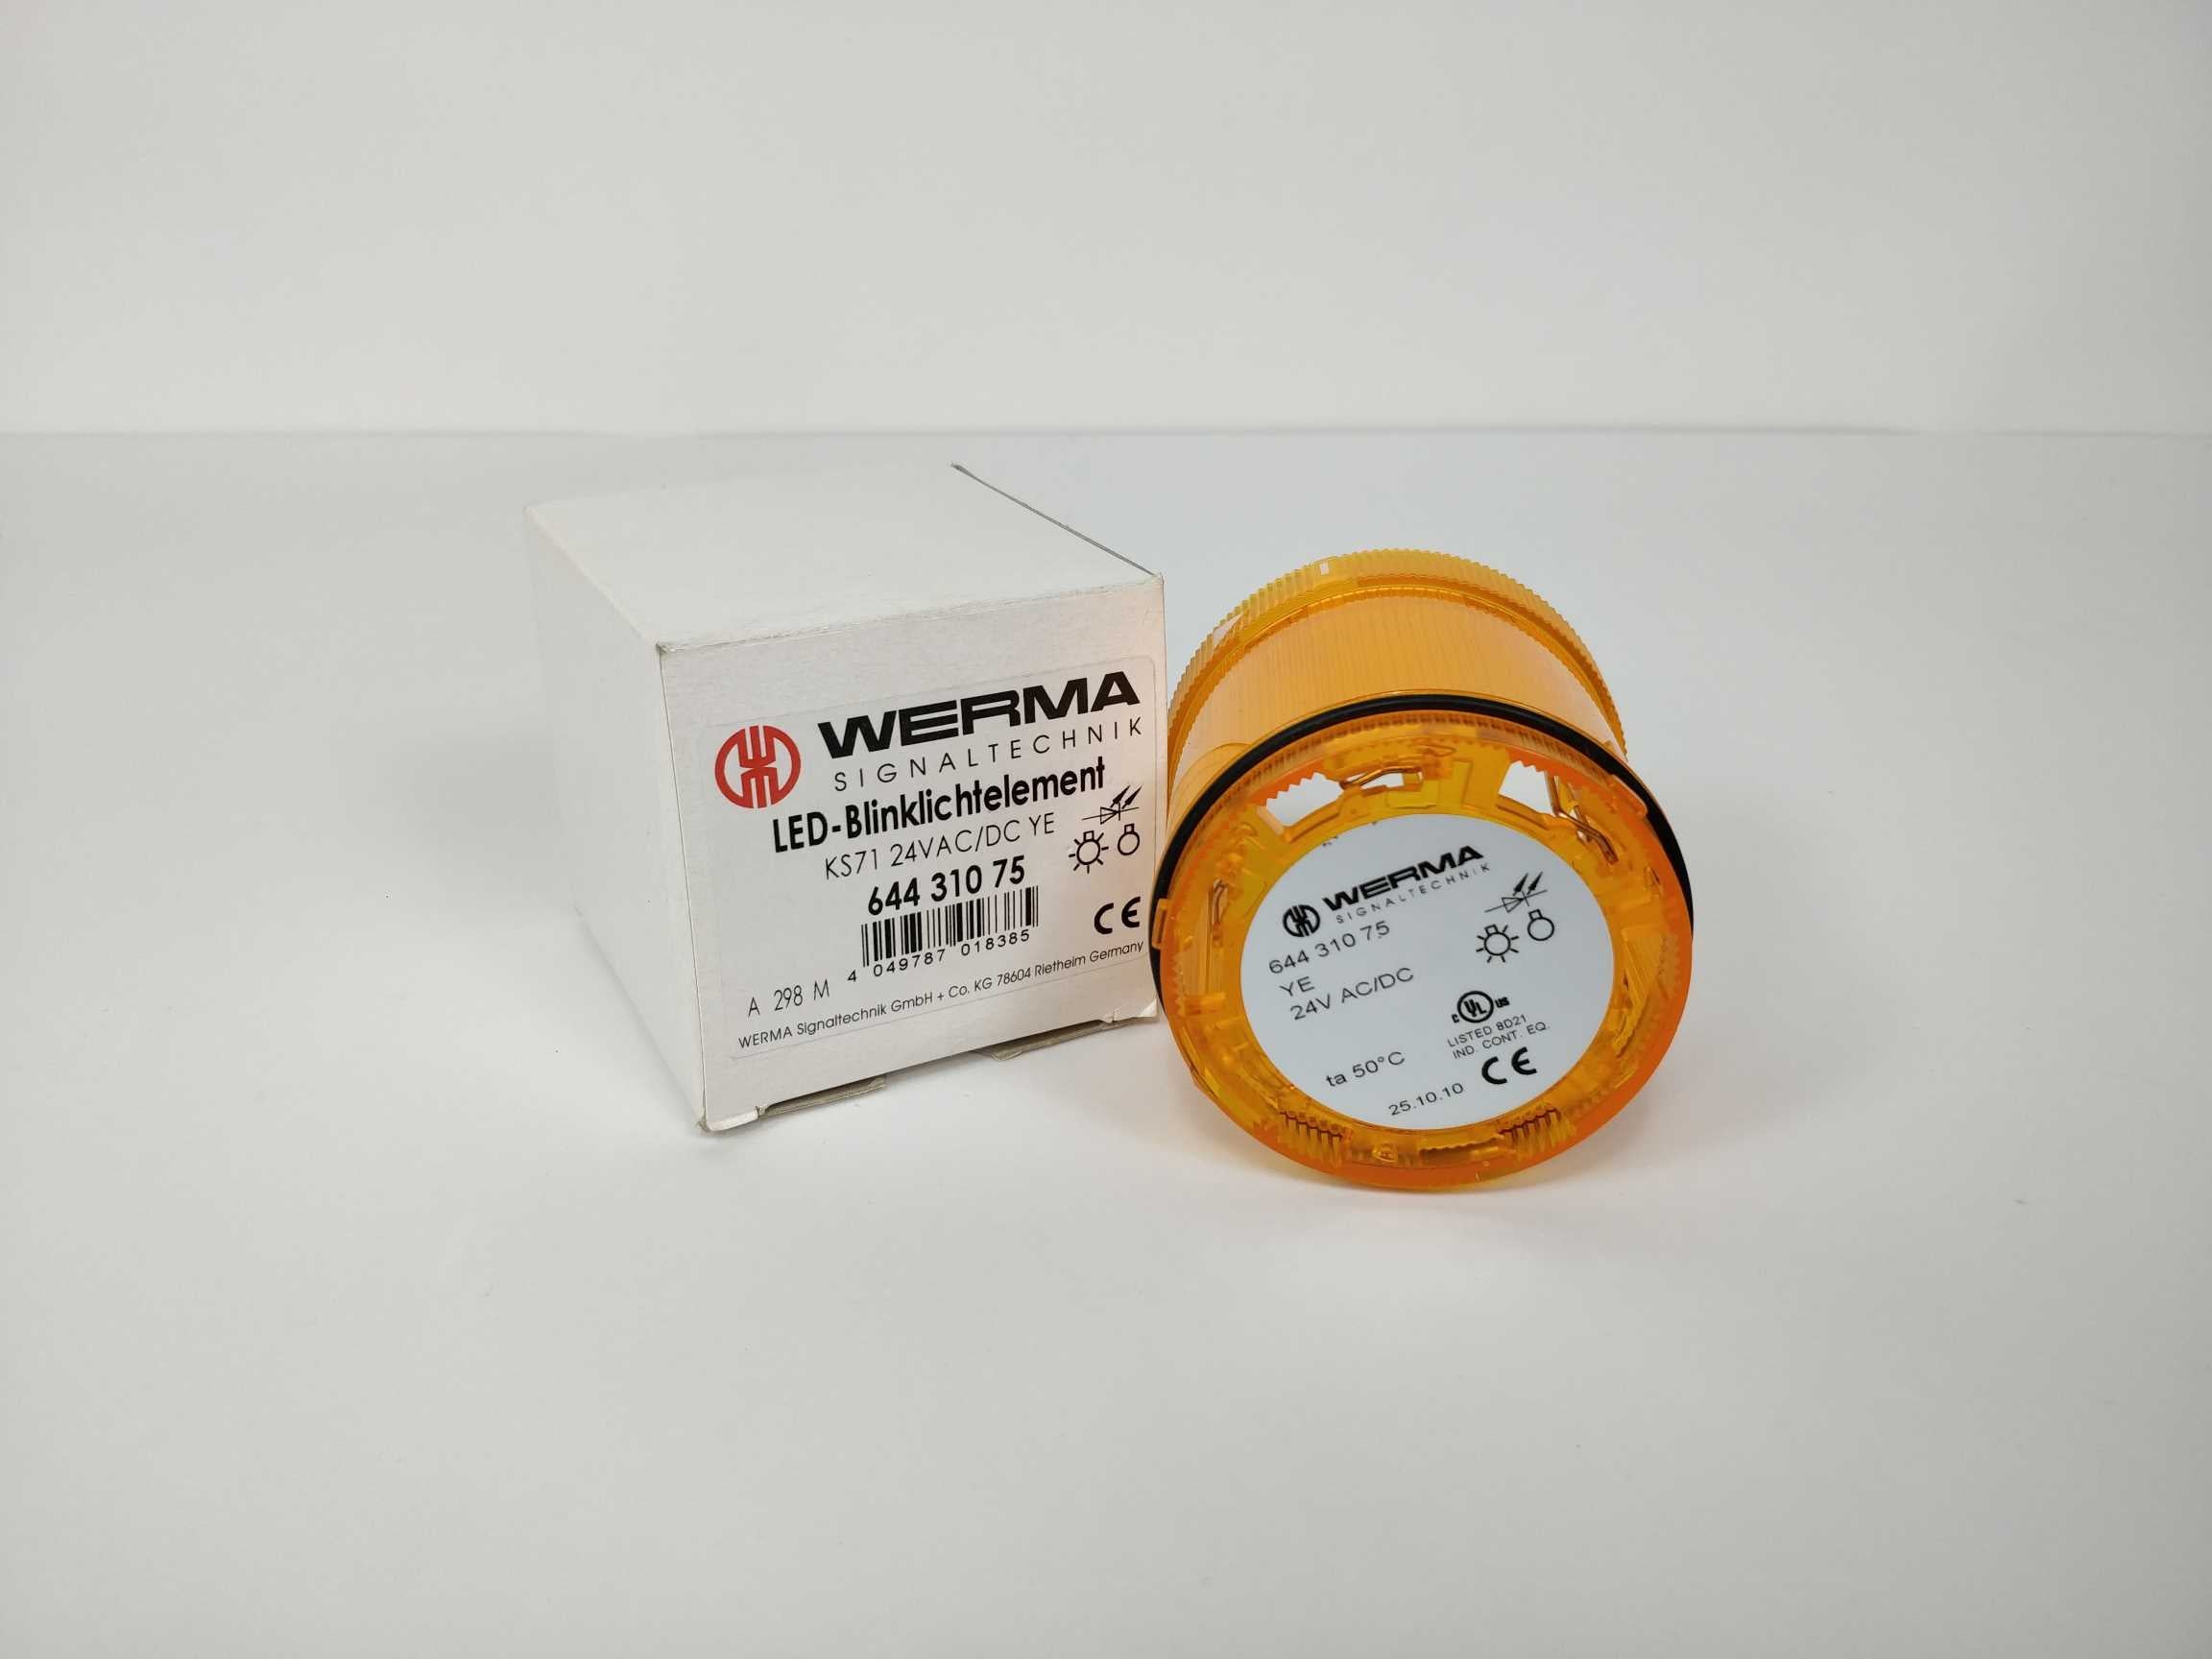 WERMA
SIGNALTECHNIK
LED-Blinklichtelement
KS71 24VAC/DC YE
644 310 75
CE
4 049787 018385
A 298 M
WERMA Signaltechnik GmbH + Co. KG 78604 Rietheim Germany
WERMA
SIGNALTECHNIK
644 310 75
YE
24V AC/DC
c UL US
LISTED 8D21
IND. CONT. EQ.
ta 50°C
CE
25.10.10